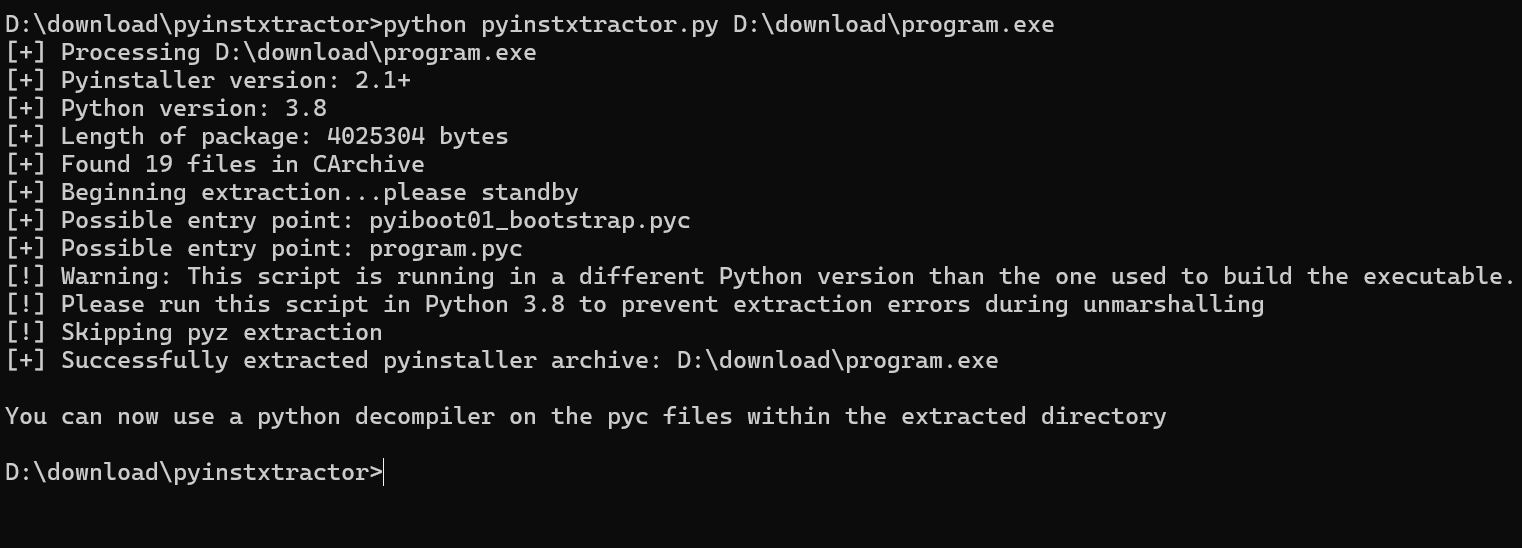 D:\download\pyinstxtractor>python pyinstxtractor.py D:\download\program.exe
[+] Processing D:\download\program.exe
[+] Pyinstaller version: 2.1+
[+] Python version: 3.8
[+] Length of package: 4025304 bytes
[+] Found 19 files in CArchive
[+] Beginning extraction...please standby
[+] Possible entry point: pyiboot01_bootstrap.pyc
[+] Possible entry point: program.pyc
[!] Warning: This script is running in a different Python version than the one used to build the executable.
[!] Please run this script in Python 3.8 to prevent extraction errors during unmarshalling
[!] Skipping pyz extraction
[+] Successfully extracted pyinstaller archive: D:\download\program.exe
You can now use a python decompiler on the pyc files within the extracted directory
D:\download\pyinstxtractor>